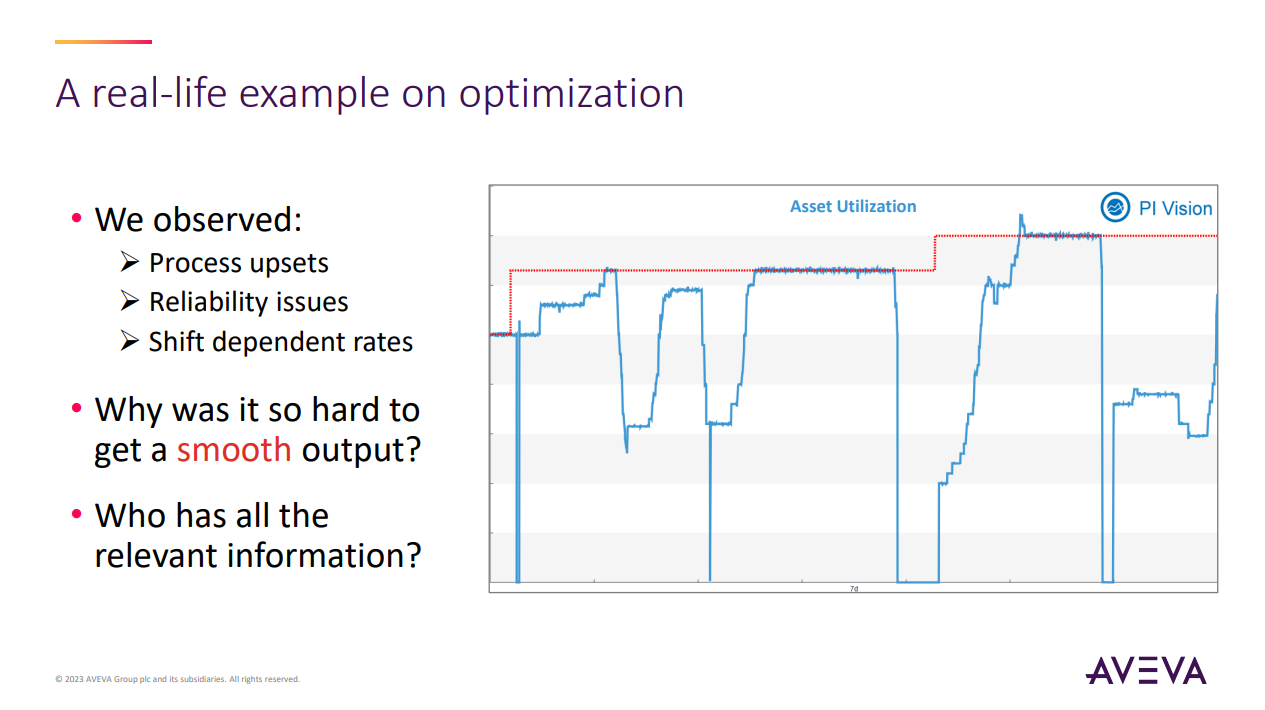 A real-life example on optimization
• We observed:
➢ Process upsets
➢ Reliability issues
➢ Shift dependent rates
• Why was it so hard to
get a smooth output?
• Who has all the
relevant information?
Asset Utilization
PI Vision
7d
© 2023 AVEVA Group plc and its subsidiaries. All rights reserved.
AVEVA